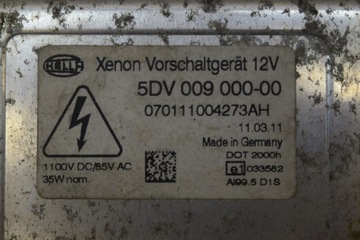 HELLA
Xenon Vorschaltgerät 12V
5DV 009 000-00
070111004273AH
11.03.11
Made in Germany
DOT 2000h
e1 033582
AI99.5 D1S
1100V DC/85V AC
35W nom.